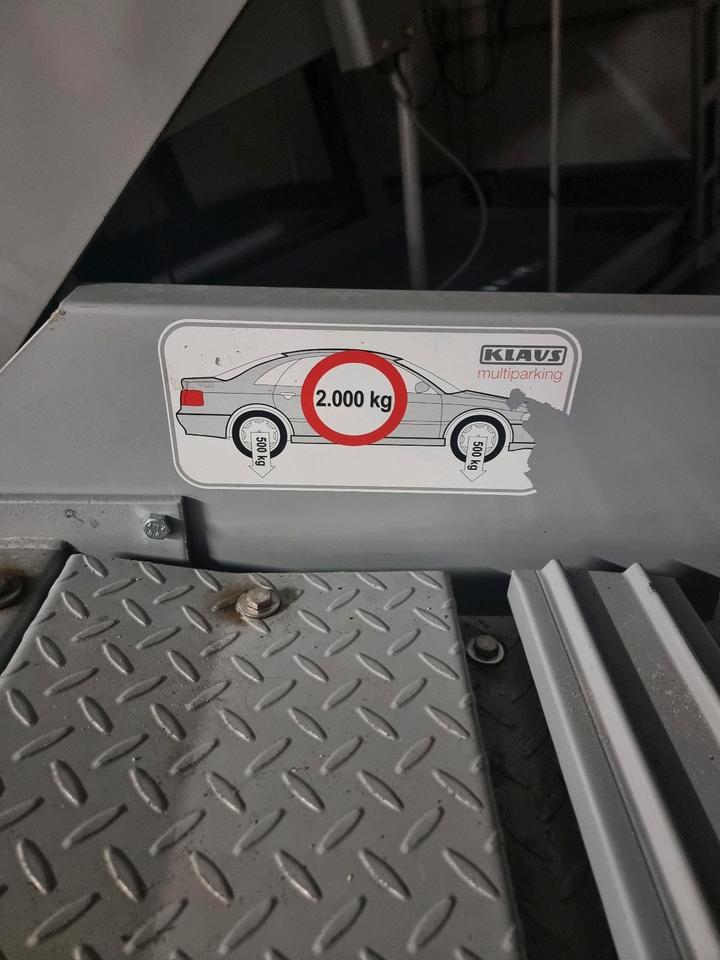 KLAUS
multiparking
2.000 kg
500 kg
500 kg